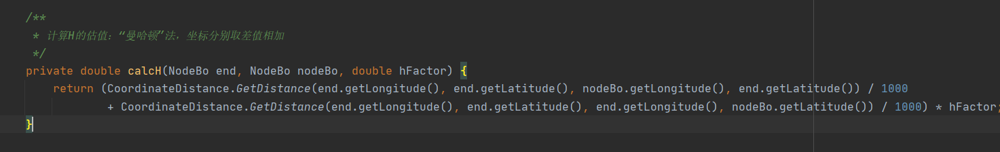 /**
 * 计算H的估值：“曼哈顿”法，坐标分别取差值相加
 */
private double calcH(NodeBo end, NodeBo nodeBo, double hFactor) {
    return (CoordinateDistance.GetDistance(end.getLongitude(), end.getLatitude(), nodeBo.getLongitude(), end.getLatitude()) / 1000
            + CoordinateDistance.GetDistance(end.getLongitude(), end.getLatitude(), end.getLongitude(), nodeBo.getLatitude()) / 1000) * hFactor;
}